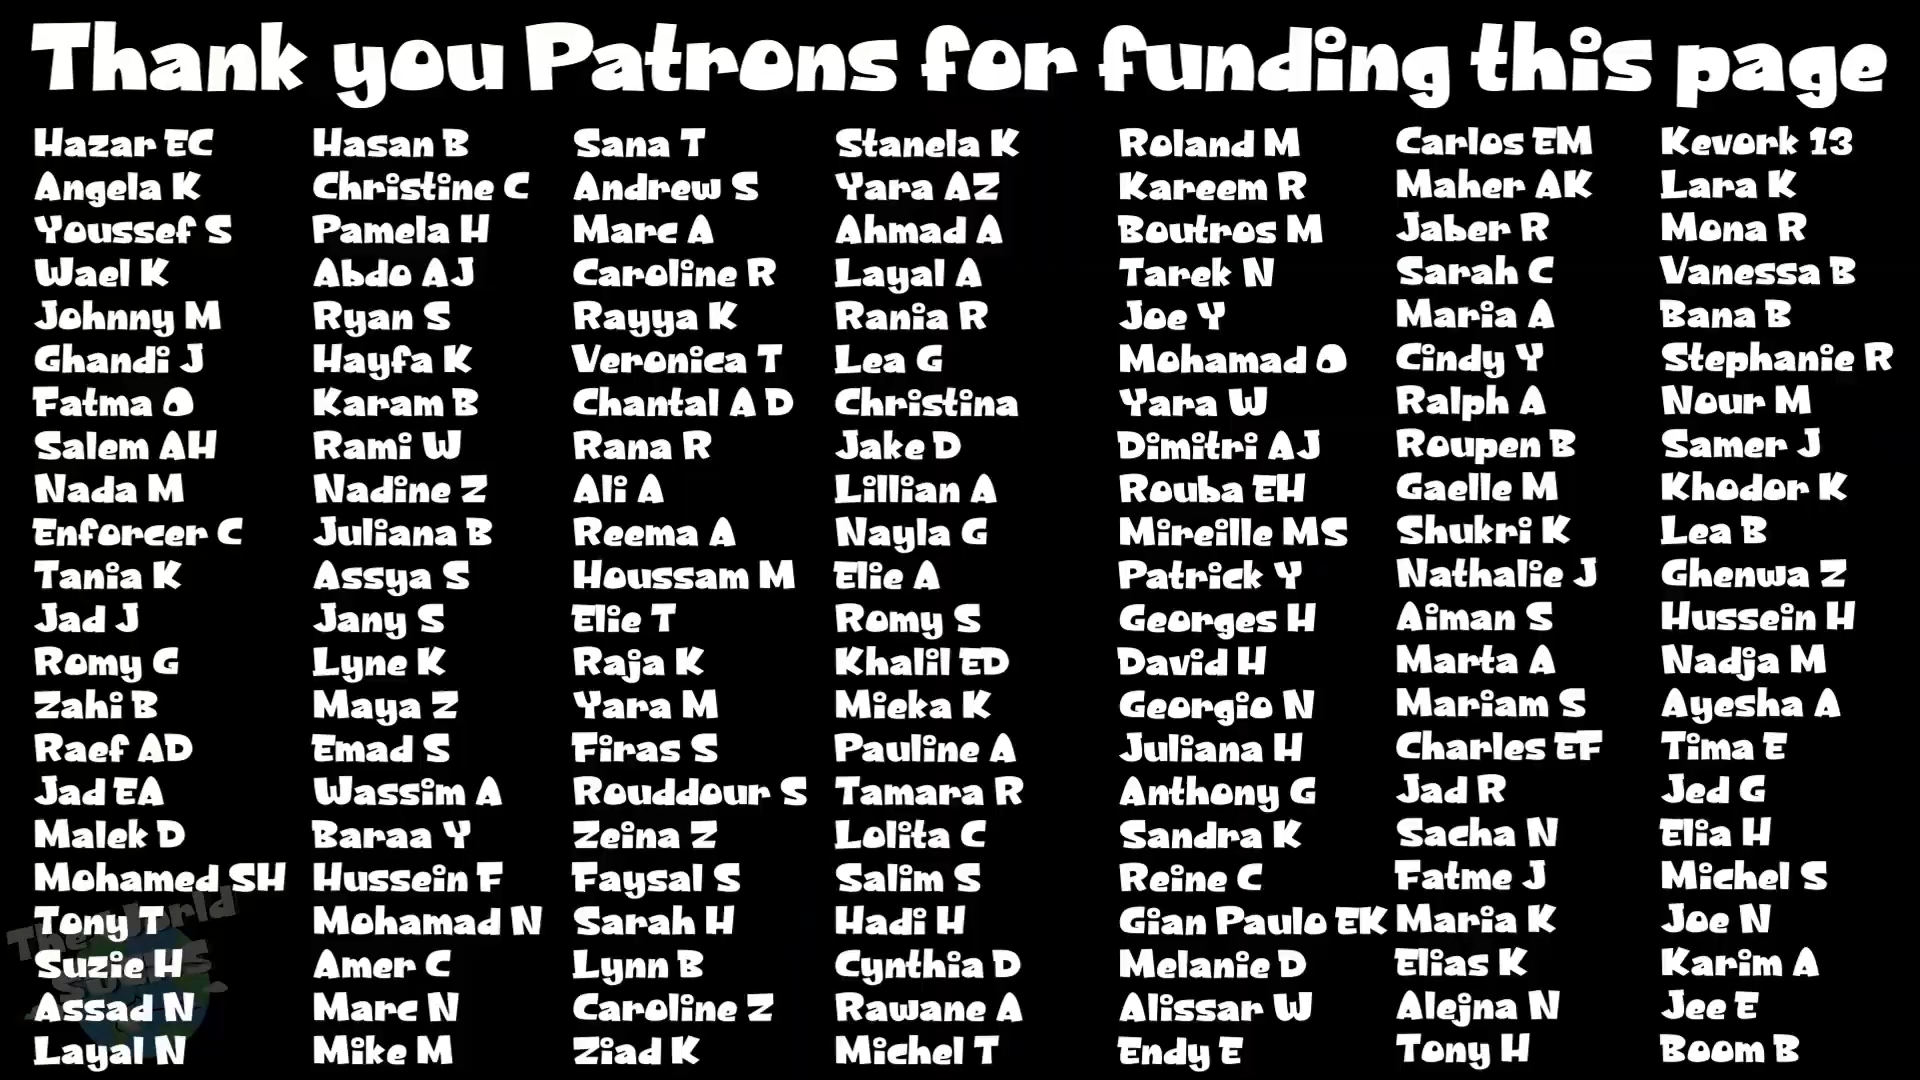 Thank you Patrons for funding this page
Hazar EC
Angela K
Youssef S
Wael K
Johnny M
Ghandi J
Fatma O
Salem AH
Nada M
Enforcer C
Tania K
Jad J
Romy G
Zahi B
Raef AD
Jad EA
Malek D
Mohamed SH
Tony T
Suzie H
Assad N
Layal N
Hasan B
Christine C
Pamela H
Abdo AJ
Ryan S
Hayfa K
Karam B
Rami W
Nadine Z
Juliana B
Assya S
Jany S
Lyne K
Maya Z
Emad S
Wassim A
Baraa Y
Hussein F
Mohamad N
Amer C
Marc N
Mike M
Sana T
Andrew S
Marc A
Caroline R
Rayya K
Veronica T
Chantal A D
Rana R
Ali A
Reema A
Houssam M
Elie T
Raja K
Yara M
Firas S
Rouddour S
Zeina Z
Faysal S
Sarah H
Lynn B
Caroline Z
Ziad K
Stanela K
Yara AZ
Ahmad A
Layal A
Rania R
Lea G
Christina
Jake D
Lillian A
Nayla G
Elie A
Romy S
Khalil ED
Mieka K
Pauline A
Tamara R
Lolita C
Salim S
Hadi H
Cynthia D
Rawane A
Michel T
Roland M
Kareem R
Boutros M
Tarek N
Joe Y
Mohamad O
Yara W
Dimitri AJ
Rouba EH
Mireille MS
Patrick Y
Georges H
David H
Georgio N
Juliana H
Anthony G
Sandra K
Reine C
Gian Paulo EK
Melanie D
Alissar W
Endy E
Carlos EM
Maher AK
Jaber R
Sarah C
Maria A
Cindy Y
Ralph A
Roupen B
Gaelle M
Shukri K
Nathalie J
Aiman S
Marta A
Mariam S
Charles EF
Jad R
Sacha N
Fatme J
Maria K
Elias K
Alejna N
Tony H
Kevork 13
Lara K
Mona R
Vanessa B
Bana B
Stephanie R
Nour M
Samer J
Khodor K
Lea B
Ghenwa Z
Hussein H
Nadja M
Ayesha A
Tima E
Jed G
Elia H
Michel S
Joe N
Karim A
Jee E
Boom B
The World